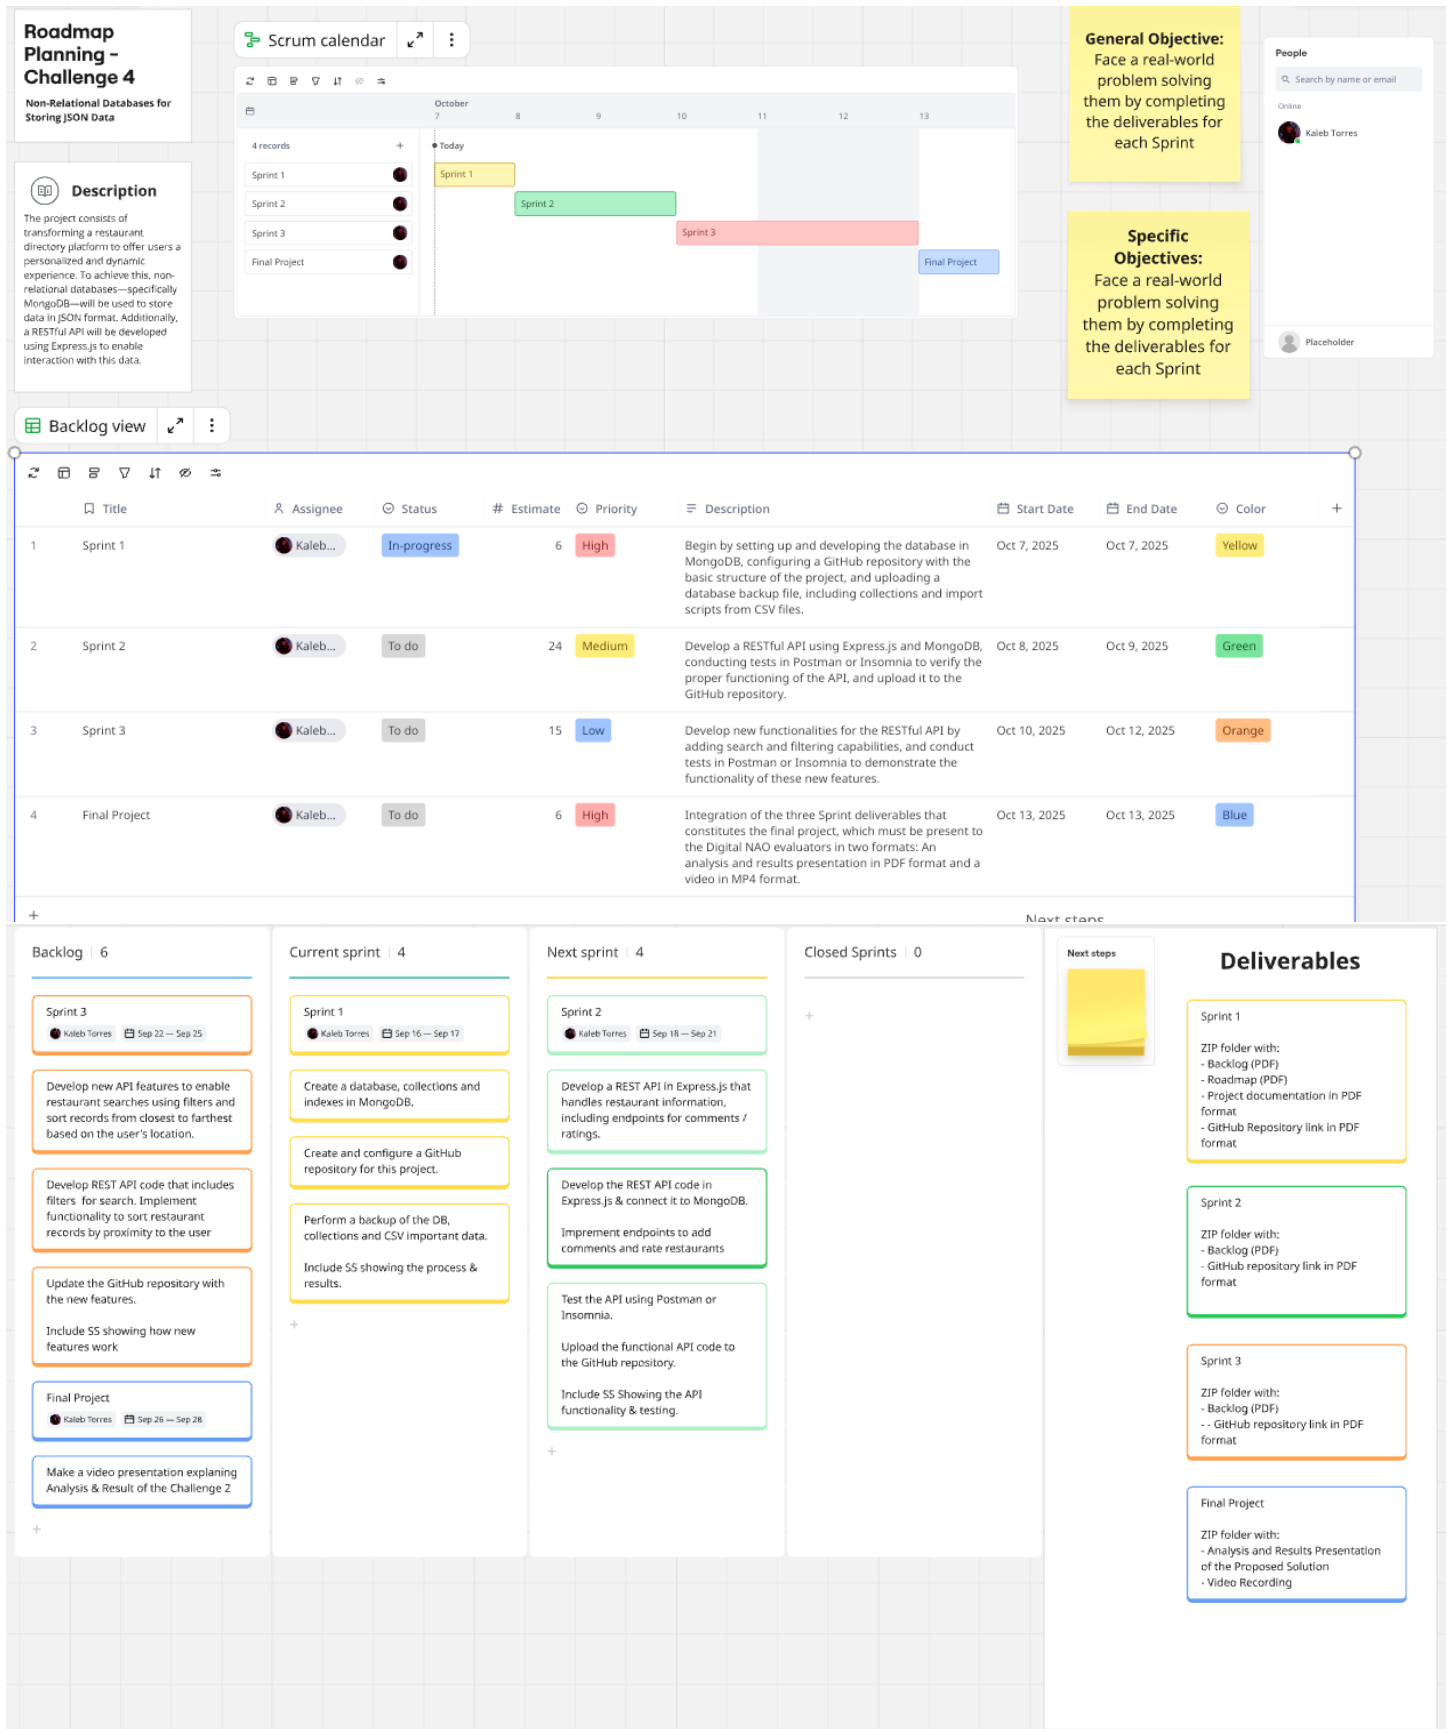 Roadmap
Planning -
Challenge 4
Non-Relational Databases for
Storing JSON Data
Description
The project consists of
transforming a restaurant
directory platform to offer users a
personalized and dynamic
experience. To achieve this, non-
relational databases—specifically
MongoDB—will be used to store
data in JSON format. Additionally,
a RESTful API will be developed
using Express.js to enable
interaction with this data.
Scrum calendar
October
7 8 9 10 11 12 13
4 records +
Today
Sprint 1
Sprint 2
Sprint 3
Final Project
Sprint 1
Sprint 2
Sprint 3
Final Project
General Objective:
Face a real-world
problem solving
them by completing
the deliverables for
each Sprint
Specific
Objectives:
Face a real-world
problem solving
them by completing
the deliverables for
each Sprint
People
Search by name or email
Online
Kaleb Torres
Placeholder
Backlog view
Title Assignee Status # Estimate Priority Description Start Date End Date Color +
1 Sprint 1 Kaleb... In-progress 6 High
Begin by setting up and developing the database in
MongoDB, configuring a GitHub repository with the
basic structure of the project, and uploading a
database backup file, including collections and import
scripts from CSV files.
Oct 7, 2025 Oct 7, 2025 Yellow
2 Sprint 2 Kaleb... To do 24 Medium
Develop a RESTful API using Express.js and MongoDB,
conducting tests in Postman or Insomnia to verify the
proper functioning of the API, and upload it to the
GitHub repository.
Oct 8, 2025 Oct 9, 2025 Green
3 Sprint 3 Kaleb... To do 15 Low
Develop new functionalities for the RESTful API by
adding search and filtering capabilities, and conduct
tests in Postman or Insomnia to demonstrate the
functionality of these new features.
Oct 10, 2025 Oct 12, 2025 Orange
4 Final Project Kaleb... To do 6 High
Integration of the three Sprint deliverables that
constitutes the final project, which must be present to
the Digital NAO evaluators in two formats: An
analysis and results presentation in PDF format and a
video in MP4 format.
Oct 13, 2025 Oct 13, 2025 Blue
+
Next steps
Backlog | 6
Sprint 3
Kaleb Torres Sep 22 — Sep 25
Develop new API features to enable
restaurant searches using filters and
sort records from closest to farthest
based on the user's location.
Develop REST API code that includes
filters for search. Implement
functionality to sort restaurant
records by proximity to the user
Update the GitHub repository with
the new features.
Include SS showing how new
features work
Final Project
Kaleb Torres Sep 26 — Sep 28
Make a video presentation explaning
Analysis & Result of the Challenge 2
+
Current sprint | 4
Sprint 1
Kaleb Torres Sep 16 — Sep 17
Create a database, collections and
indexes in MongoDB.
Create and configure a GitHub
repository for this project.
Perform a backup of the DB,
collections and CSV important data.
Include SS showing the process &
results.
+
Next sprint | 4
Sprint 2
Kaleb Torres Sep 18 — Sep 21
Develop a REST API in Express.js that
handles restaurant information,
including endpoints for comments /
ratings.
Develop the REST API code in
Express.js & connect it to MongoDB.
Imprement endpoints to add
comments and rate restaurants
Test the API using Postman or
Insomnia.
Upload the functional API code to
the GitHub repository.
Include SS Showing the API
functionality & testing.
+
Closed Sprints | 0
+
Next steps
Deliverables
Sprint 1
ZIP folder with:
- Backlog (PDF)
- Roadmap (PDF)
- Project documentation in PDF
format
- GitHub Repository link in PDF
format
Sprint 2
ZIP folder with:
- Backlog (PDF)
- GitHub repository link in PDF
format
Sprint 3
ZIP folder with:
- Backlog (PDF)
- - GitHub repository link in PDF
format
Final Project
ZIP folder with:
- Analysis and Results Presentation
of the Proposed Solution
- Video Recording